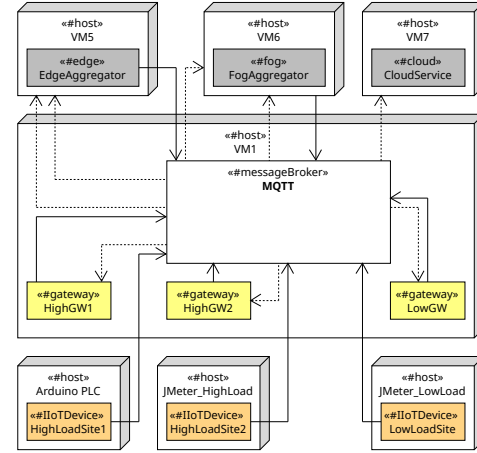 «#host»
VM5
«#edge»
EdgeAggregator
«#host»
VM6
«#fog»
FogAggregator
«#host»
VM7
«#cloud»
CloudService
«#host»
VM1
«#messageBroker»
MQTT
«#gateway»
HighGW1
«#gateway»
HighGW2
«#gateway»
LowGW
«#host»
Arduino PLC
«#IIoTDevice»
HighLoadSite1
«#host»
JMeter_HighLoad
«#IIoTDevice»
HighLoadSite2
«#host»
JMeter_LowLoad
«#IIoTDevice»
LowLoadSite